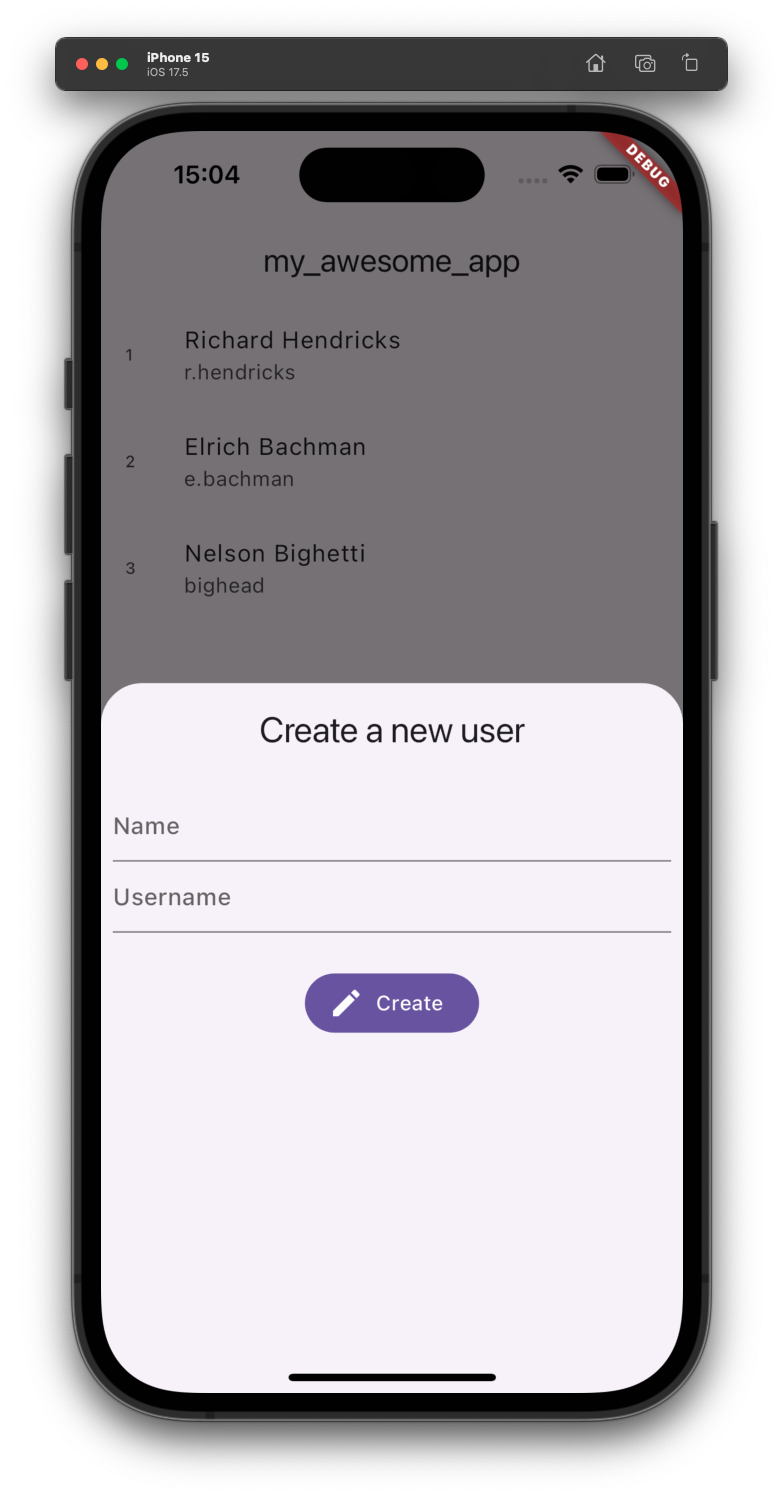 iPhone 15
iOS 17.5
15:04
DEBUG
my_awesome_app
1
Richard Hendricks
r.hendricks
2
Elrich Bachman
e.bachman
3
Nelson Bighetti
bighead
Create a new user
Name
Username
Create